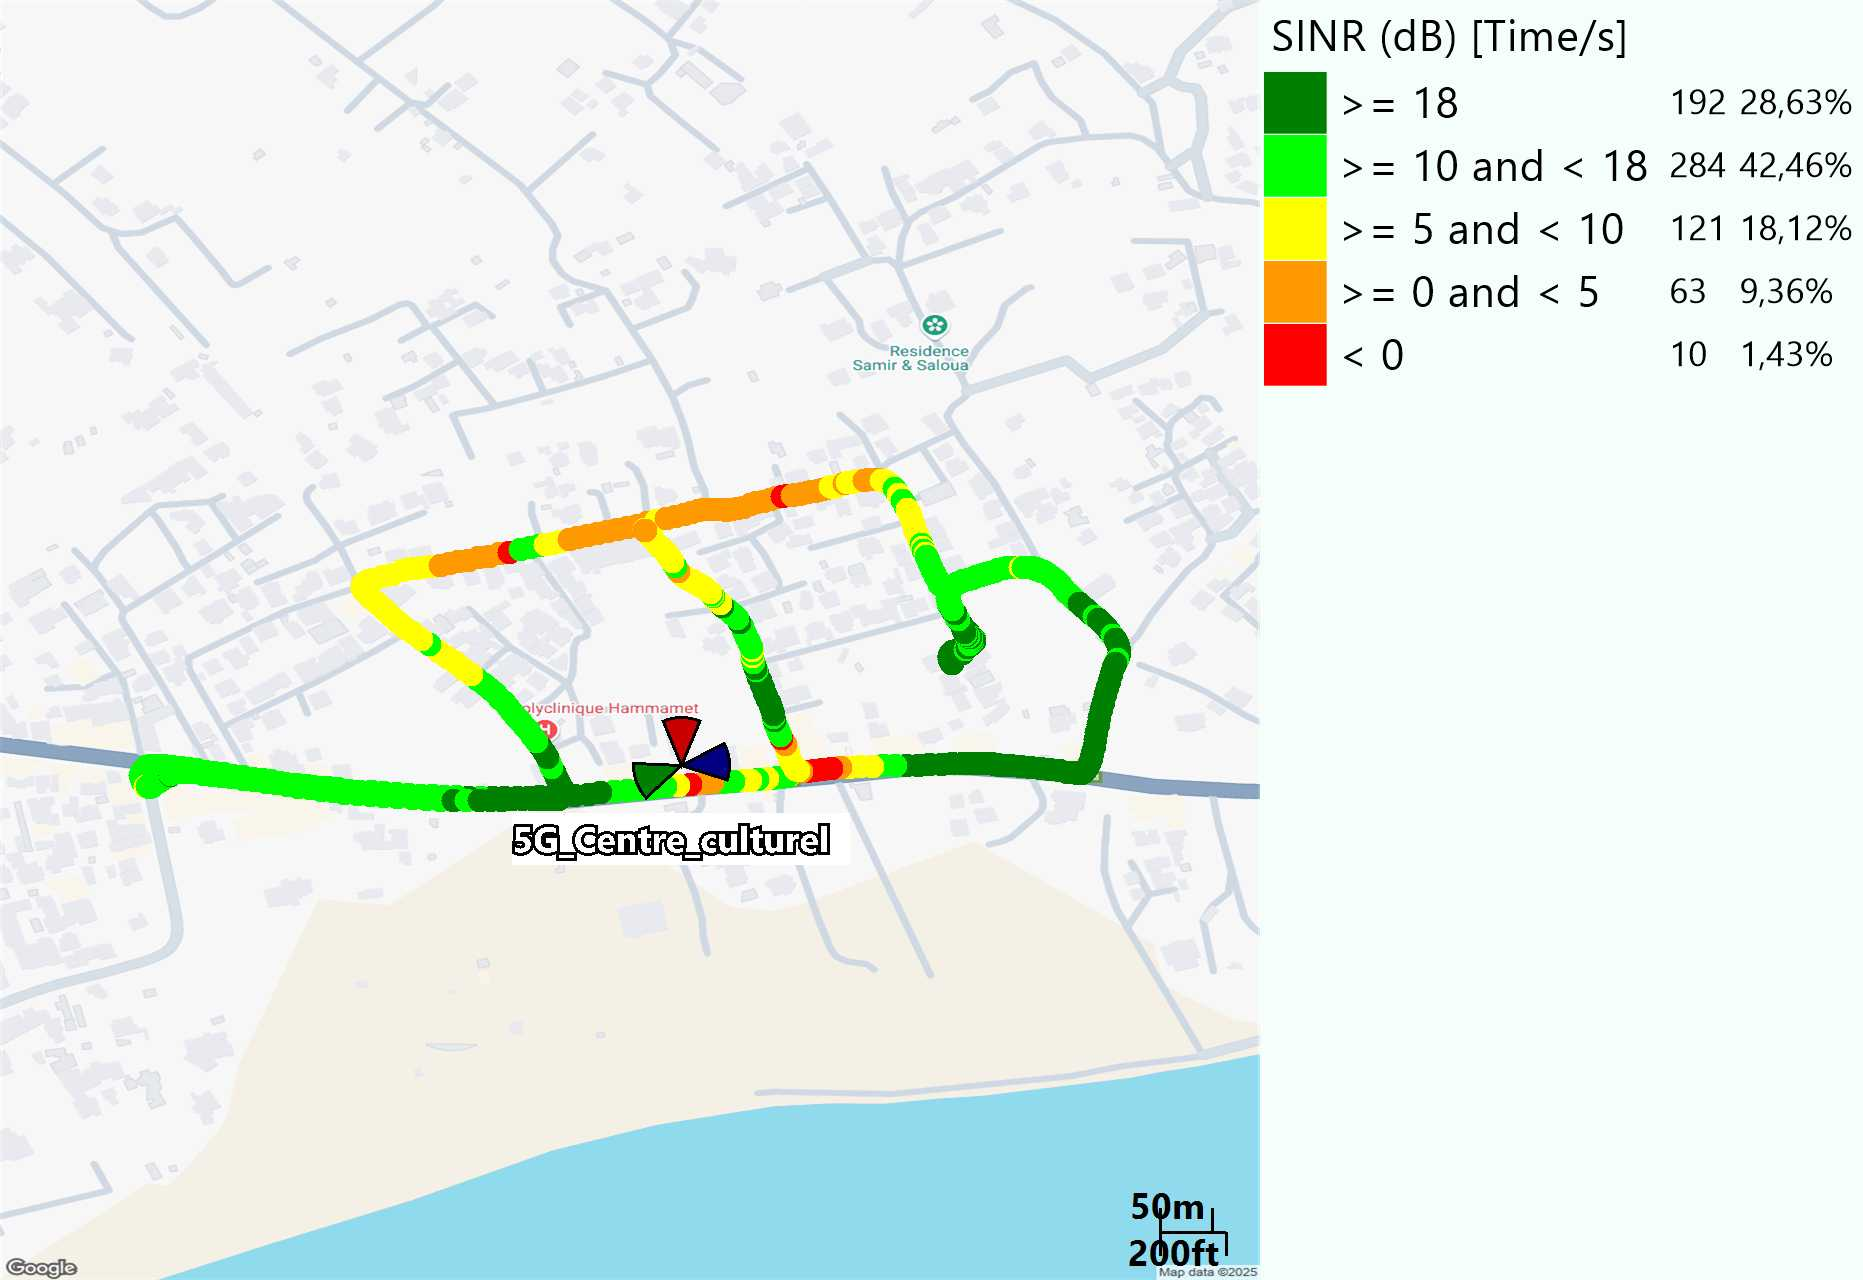 SINR (dB) [Time/s]
>= 18 192 28,63%
>= 10 and < 18 284 42,46%
>= 5 and < 10 121 18,12%
>= 0 and < 5 63 9,36%
< 0 10 1,43%
Residence
Samir & Saloua
olyclinique Hammamet
H
5G_Centre_culturel
50m
200ft
Google
Map data ©2025